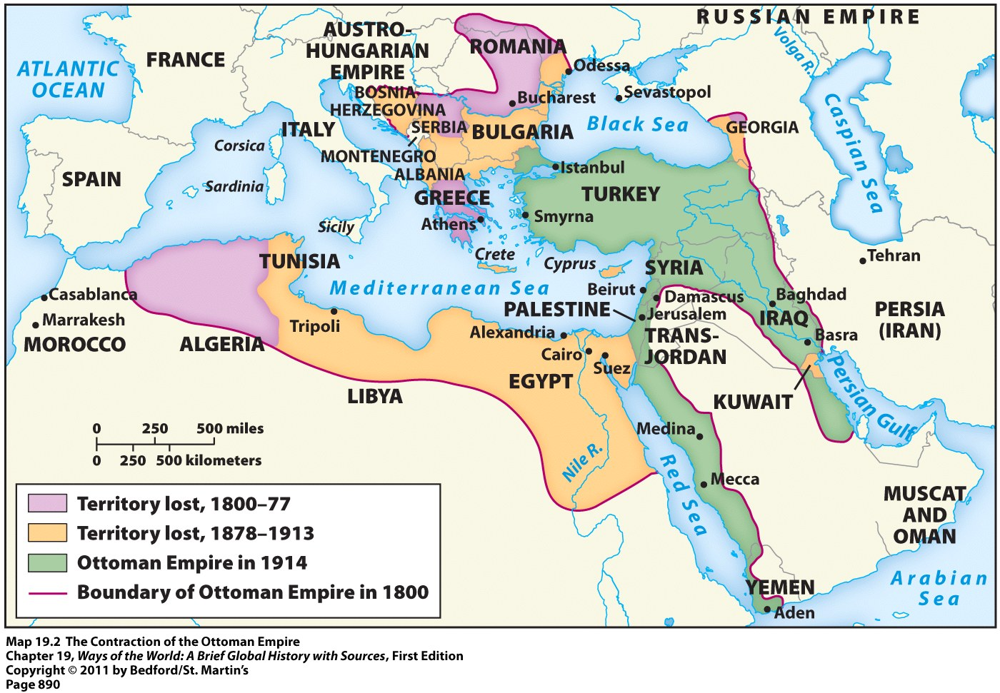 RUSSIAN EMPIRE
AUSTRO-
HUNGARIAN
EMPIRE
ROMANIA
FRANCE
Volga R.
ATLANTIC
OCEAN
Odessa
BOSNIA-
HERZEGOVINA
Bucharest
Sevastopol
Caspian Sea
ITALY
SERBIA
BULGARIA
Black Sea
GEORGIA
Corsica
MONTENEGRO
ALBANIA
Istanbul
SPAIN
Sardinia
GREECE
TURKEY
Athens
Smyrna
Sicily
Crete
Cyprus
Tehran
TUNISIA
SYRIA
Mediterranean Sea
Beirut
Damascus
Baghdad
Casablanca
PALESTINE
Jerusalem
IRAQ
PERSIA
(IRAN)
Marrakesh
MOROCCO
ALGERIA
Tripoli
Alexandria
TRANS-
JORDAN
Basra
Cairo
Suez
EGYPT
LIBYA
KUWAIT
Persian Gulf
0 250 500 miles
0 250 500 kilometers
Medina
Nile R.
Red Sea
Mecca
MUSCAT
AND
OMAN
YEMEN
Aden
Arabian
Sea
Territory lost, 1800–77
Territory lost, 1878–1913
Ottoman Empire in 1914
Boundary of Ottoman Empire in 1800
Map 19.2 The Contraction of the Ottoman Empire
Chapter 19, Ways of the World: A Brief Global History with Sources, First Edition
Copyright © 2011 by Bedford/St. Martin's
Page 890